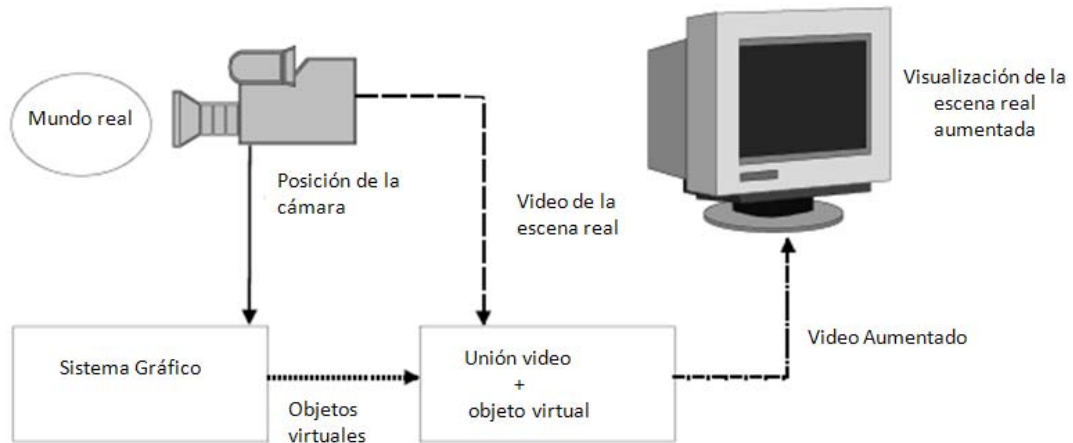 Mundo real
Posición de la
cámara
Video de la
escena real
Visualización de la
escena real
aumentada
Sistema Gráfico
Objetos
virtuales
Unión video
+
objeto virtual
Video Aumentado